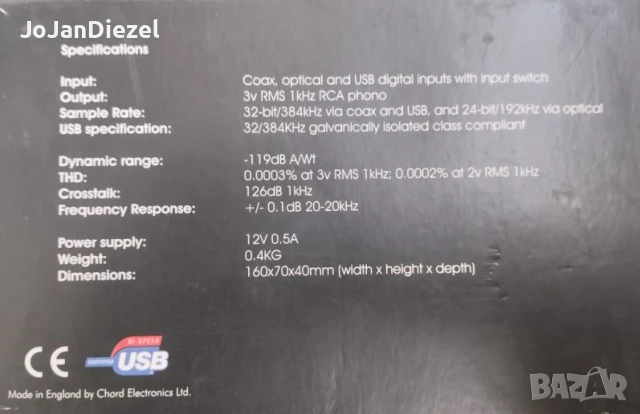 JoJanDiezel
Specifications
Input: Coax, optical and USB digital inputs with input switch
Output: 3v RMS 1kHz RCA phono
Sample Rate: 32-bit/384kHz via coax and USB, and 24-bit/192kHz via optical
USB specification: 32/384KHz galvanically isolated class compliant
Dynamic range: -119dB A/Wt
THD: 0.0003% at 3v RMS 1kHz; 0.0002% at 2v RMS 1kHz
Crosstalk: 126dB 1kHz
Frequency Response: +/- 0.1dB 20-20kHz
Power supply: 12V 0.5A
Weight: 0.4KG
Dimensions: 160x70x40mm (width x height x depth)
CE
HI-SPEED
CERTIFIED USB
Made in England by Chord Electronics Ltd.
BAZAR